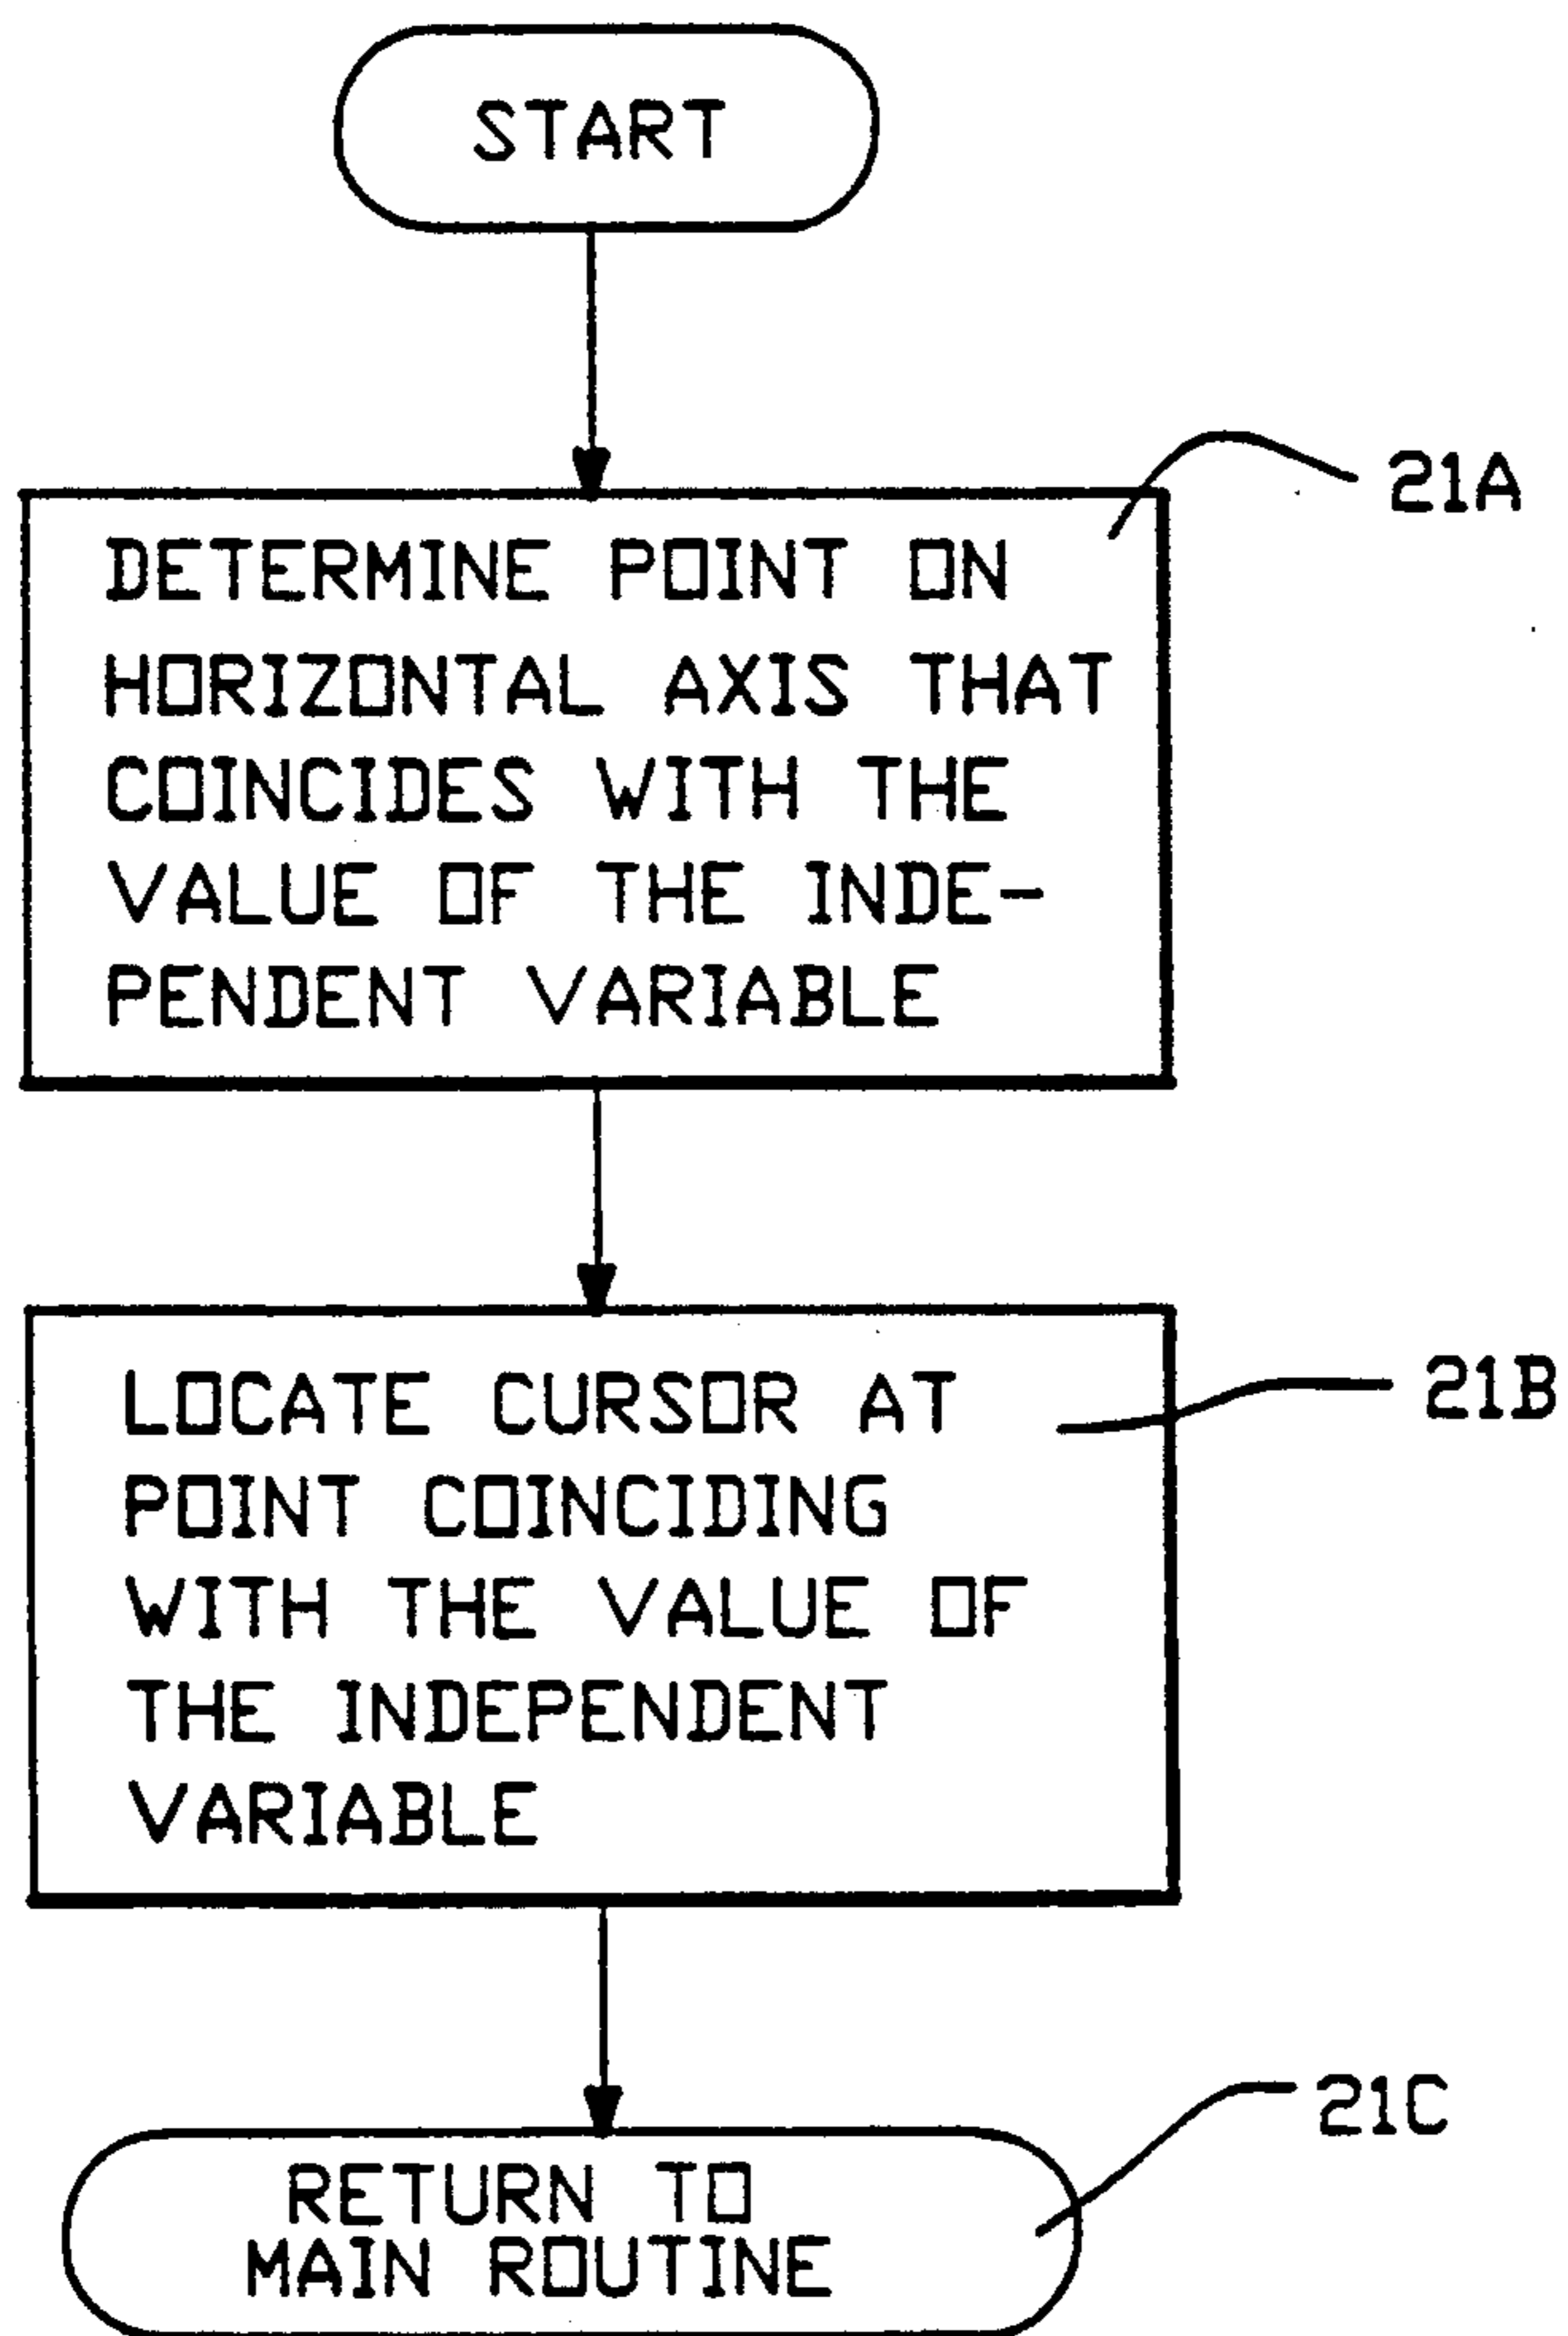 START
21A
DETERMINE POINT ON
HORIZONTAL AXIS THAT
COINCIDES WITH THE
VALUE OF THE INDE-
PENDENT VARIABLE
21B
LOCATE CURSOR AT
POINT COINCIDING
WITH THE VALUE OF
THE INDEPENDENT
VARIABLE
21C
RETURN TO
MAIN ROUTINE